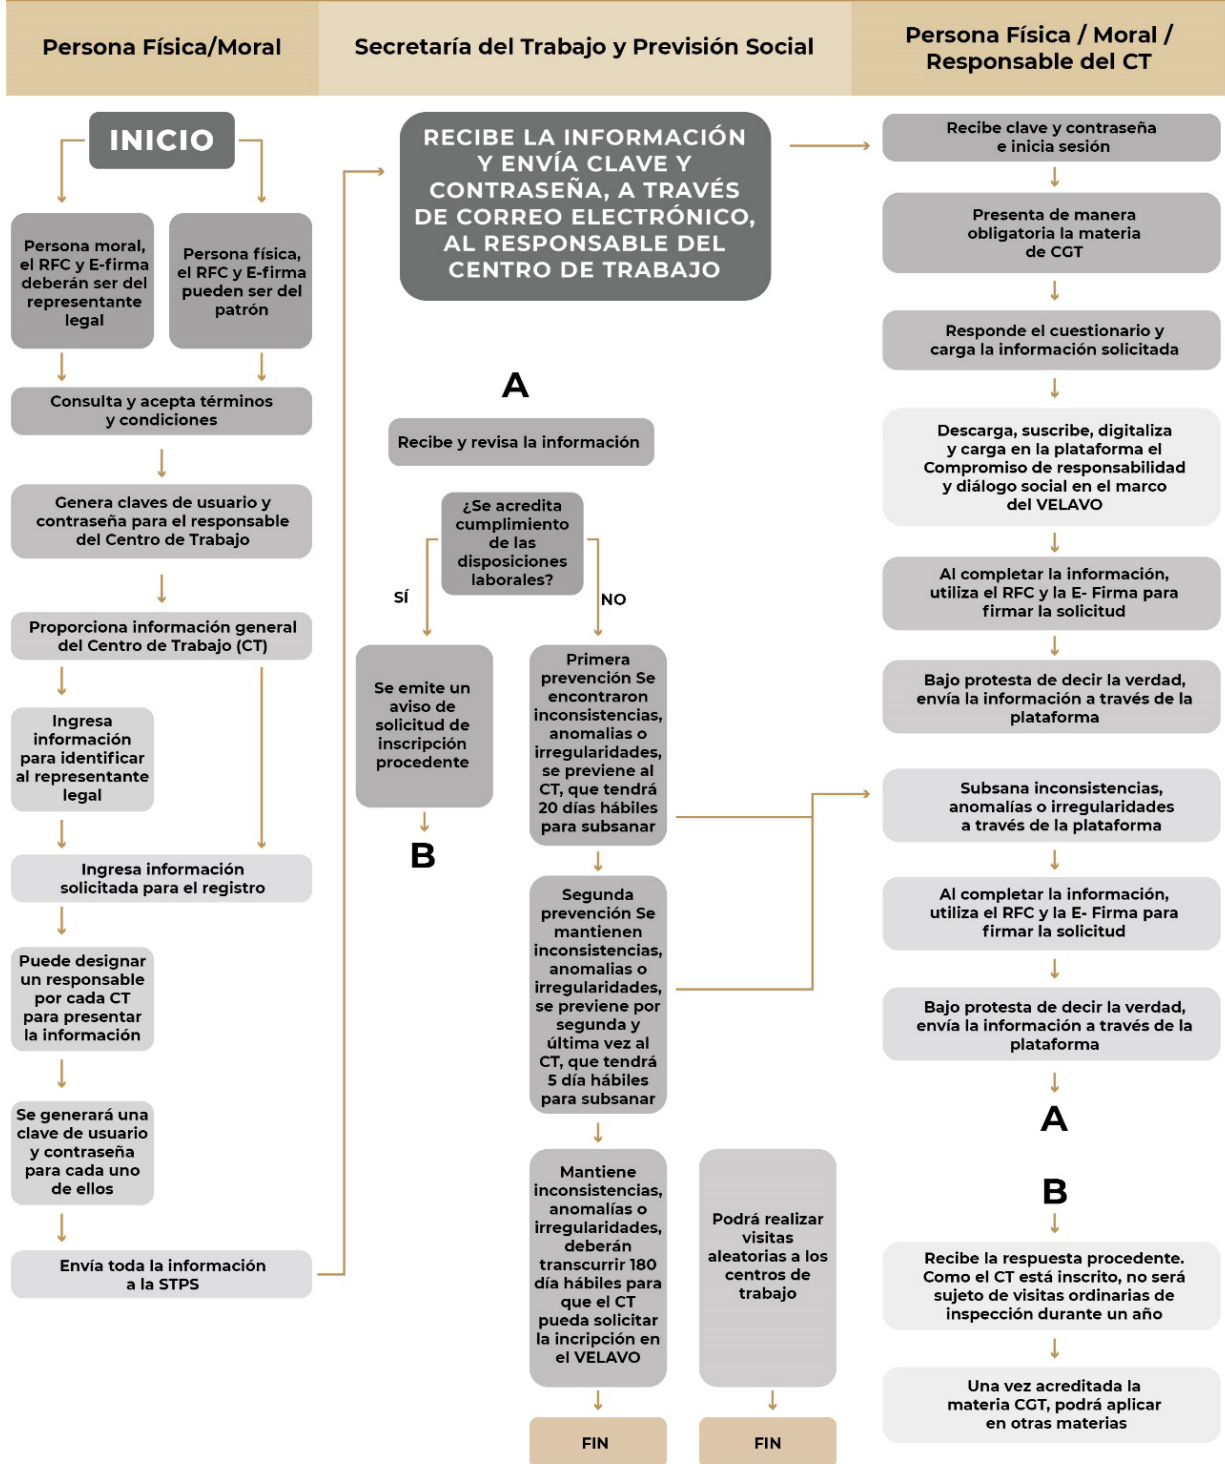 Persona Física/Moral
Secretaría del Trabajo y Previsión Social
Persona Física / Moral /
Responsable del CT
INICIO
Persona moral,
el RFC y E-firma
deberán ser del
representante
legal
Persona física,
el RFC y E-firma
pueden ser del
patrón
Consulta y acepta términos
y condiciones
Genera claves de usuario y
contraseña para el responsable
del Centro de Trabajo
Proporciona información general
del Centro de Trabajo (CT)
Ingresa
información
para identificar
al representante
legal
Ingresa información
solicitada para el registro
Puede designar
un responsable
por cada CT
para presentar
la información
Se generará una
clave de usuario
y contraseña
para cada uno
de ellos
Envía toda la información
a la STPS
RECIBE LA INFORMACIÓN
Y ENVÍA CLAVE Y
CONTRASEÑA, A TRAVÉS
DE CORREO ELECTRÓNICO,
AL RESPONSABLE DEL
CENTRO DE TRABAJO
A
Recibe y revisa la información
¿Se acredita
cumplimiento
de las
disposiciones
laborales?
SÍ
NO
Se emite un
aviso de
solicitud de
inscripción
procedente
B
Primera
prevención Se
encontraron
inconsistencias,
anomalias o
irregularidades,
se previene al
CT, que tendrá
20 días hábiles
para subsanar
Segunda
prevención Se
mantienen
inconsistencias,
anomalias o
irregularidades,
se previene por
segunda y
última vez al
CT, que tendrá
5 día hábiles
para subsanar
Mantiene
inconsistencias,
anomalías o
irregularidades,
deberán
transcurrir 180
día hábiles para
que el CT
pueda solicitar
la incripción en
el VELAVO
FIN
Podrá realizar
visitas
aleatorias a los
centros de
trabajo
FIN
Recibe clave y contraseña
e inicia sesión
Presenta de manera
obligatoria la materia
de CGT
Responde el cuestionario y
carga la información solicitada
Descarga, suscribe, digitaliza
y carga en la plataforma el
Compromiso de responsabilidad
y diálogo social en el marco
del VELAVO
Al completar la información,
utiliza el RFC y la E- Firma para
firmar la solicitud
Bajo protesta de decir la verdad,
envía la información a través de la
plataforma
Subsana inconsistencias,
anomalías o irregularidades
a través de la plataforma
Al completar la información,
utiliza el RFC y la E- Firma para
firmar la solicitud
Bajo protesta de decir la verdad,
envía la información a través de la
plataforma
A
B
Recibe la respuesta procedente.
Como el CT está inscrito, no será
sujeto de visitas ordinarias de
inspección durante un año
Una vez acreditada la
materia CGT, podrá aplicar
en otras materias